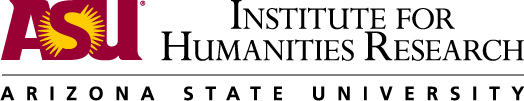 ASU® INSTITUTE FOR
HUMANITIES RESEARCH
ARIZONA STATE UNIVERSITY